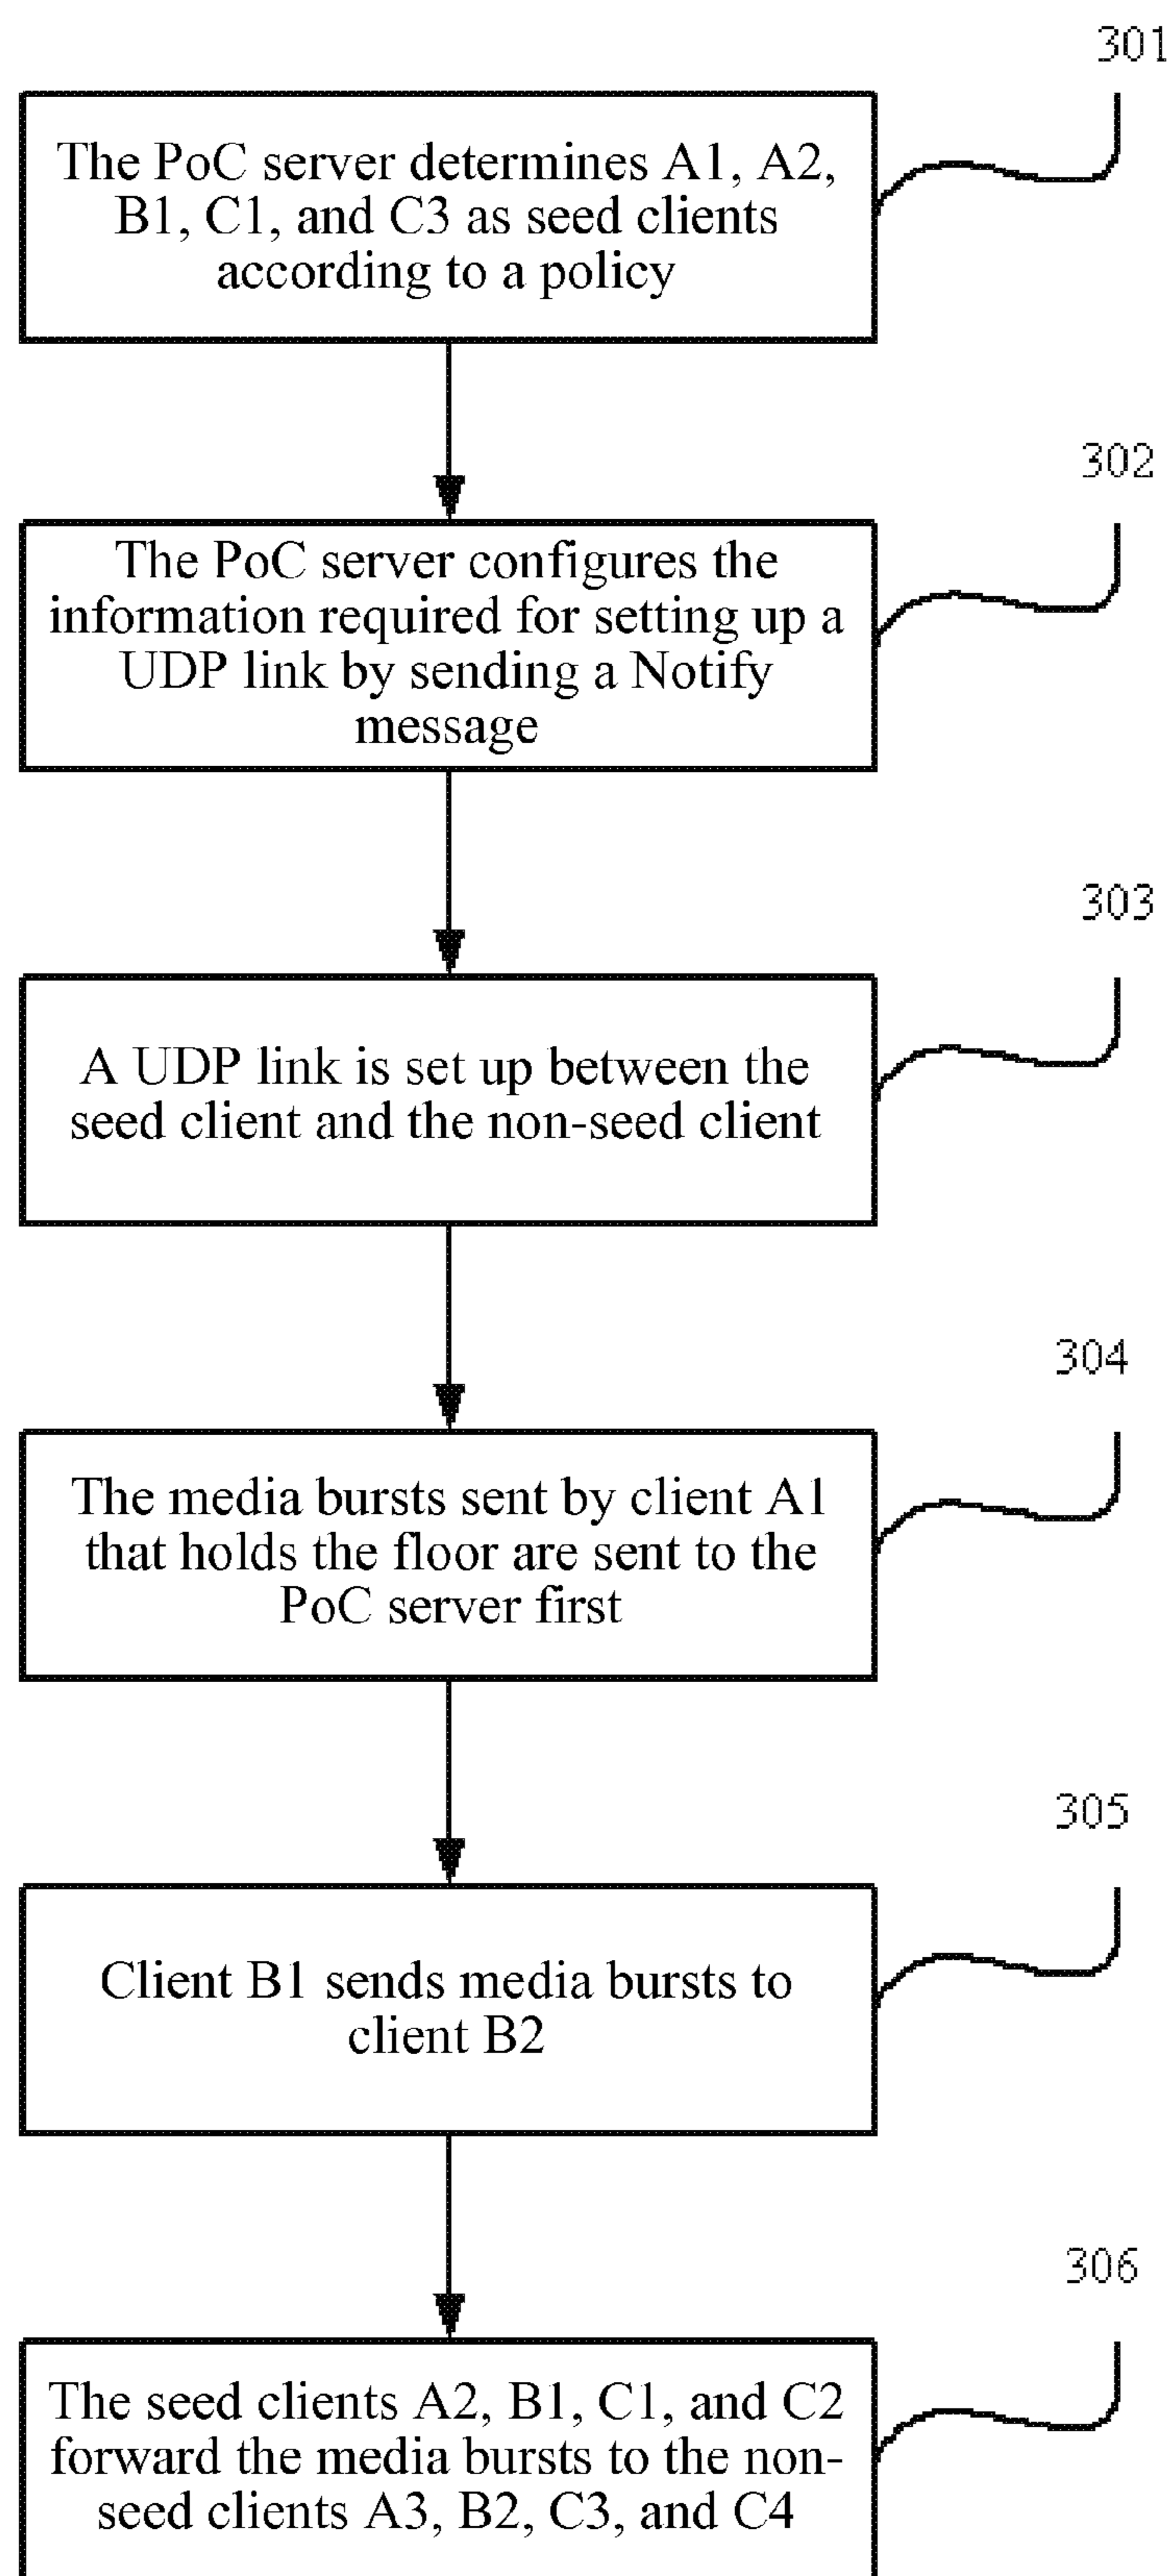 301
The PoC server determines A1, A2,
B1, C1, and C3 as seed clients
according to a policy
302
The PoC server configures the
information required for setting up a
UDP link by sending a Notify
message
303
A UDP link is set up between the
seed client and the non-seed client
304
The media bursts sent by client A1
that holds the floor are sent to the
PoC server first
305
Client B1 sends media bursts to
client B2
306
The seed clients A2, B1, C1, and C2
forward the media bursts to the non-
seed clients A3, B2, C3, and C4